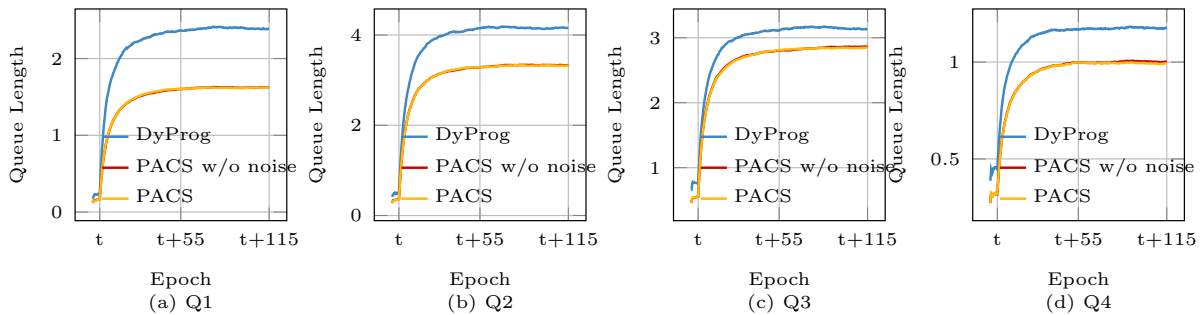 Queue Length
2
1
0
DyProg
PACS w/o noise
PACS
t
t+55
t+115
Epoch
(a) Q1
Queue Length
4
2
0
DyProg
PACS w/o noise
PACS
t
t+55
t+115
Epoch
(b) Q2
Queue Length
3
2
1
DyProg
PACS w/o noise
PACS
t
t+55
t+115
Epoch
(c) Q3
Queue Length
1
0.5
DyProg
PACS w/o noise
PACS
t
t+55
t+115
Epoch
(d) Q4